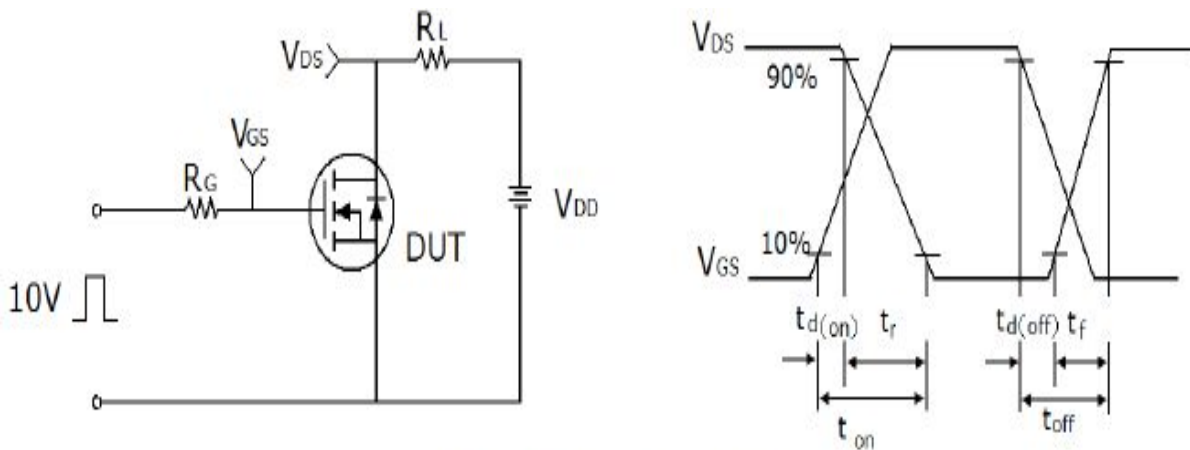 RL
VDS
VGS
RG
VDD
DUT
10V
VDS
90%
10%
VGS
td(on) tr td(off) tf
ton toff